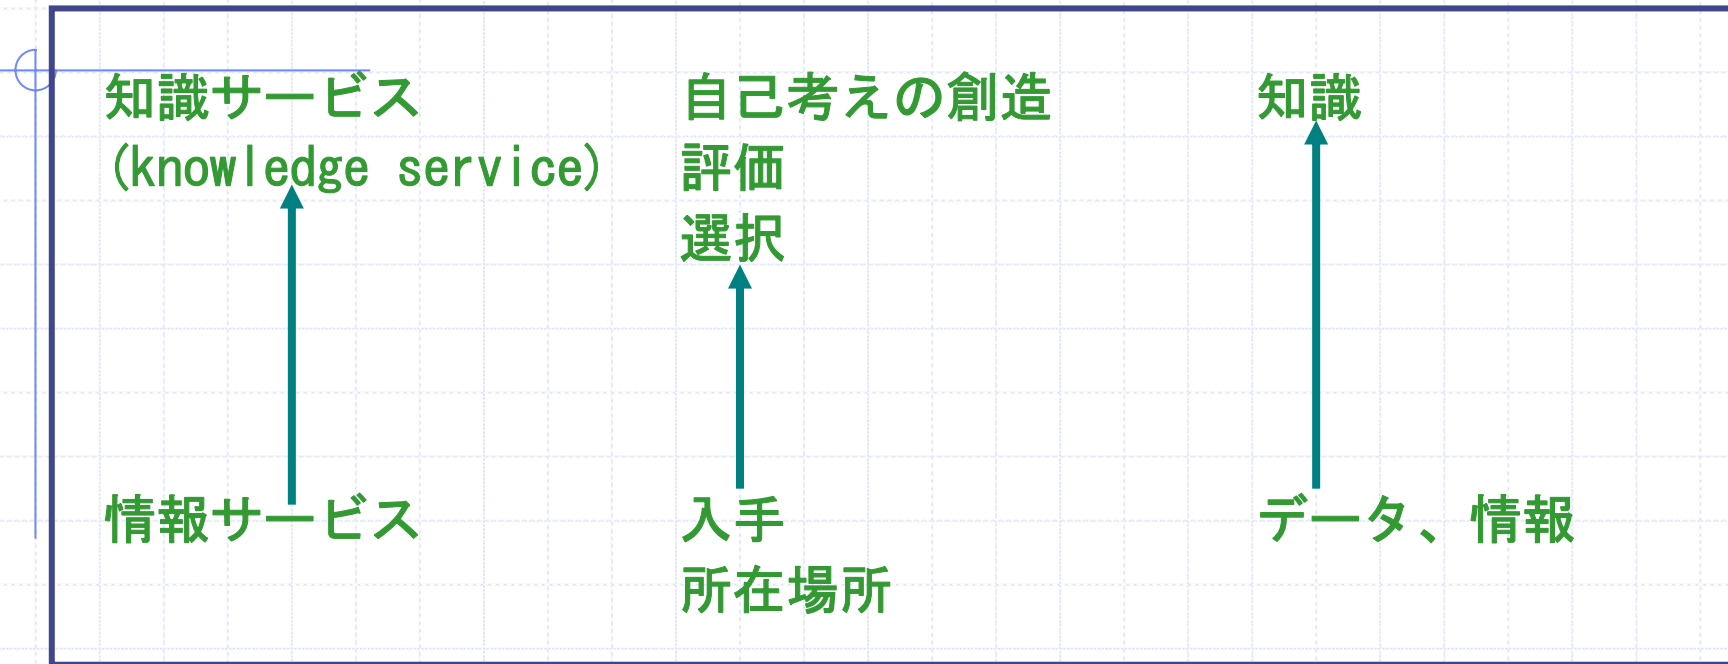 知識サービス
(knowledge service)
自己考えの創造
評価
選択
知識
情報サービス
入手
所在場所
データ、情報